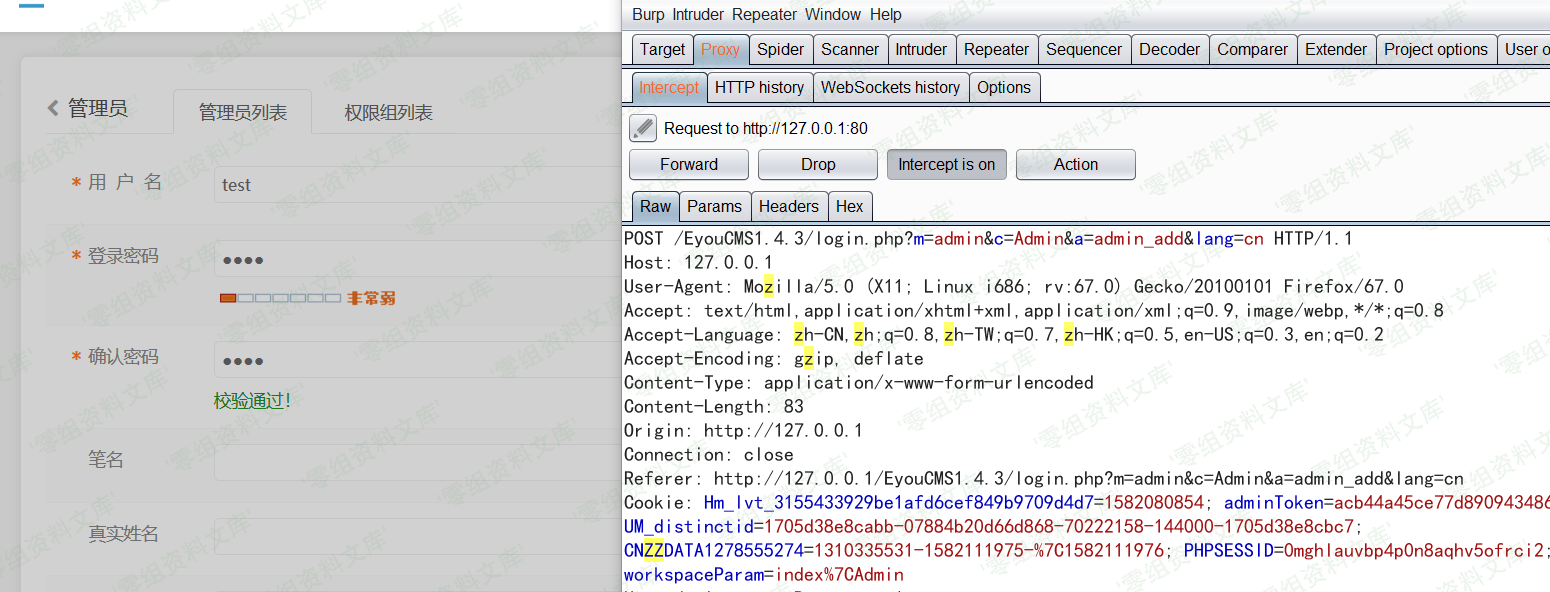 管理员
管理员列表
权限组列表
* 用 户 名
test
* 登录密码
••••
非常弱
* 确认密码
••••
校验通过！
笔名
真实姓名
Burp Intruder Repeater Window Help
Target Proxy Spider Scanner Intruder Repeater Sequencer Decoder Comparer Extender Project options User o
Intercept HTTP history WebSockets history Options
Request to http://127.0.0.1:80
Forward Drop Intercept is on Action
Raw Params Headers Hex
POST /EyouCMS1.4.3/login.php?m=admin&c=Admin&a=admin_add&lang=cn HTTP/1.1
Host: 127.0.0.1
User-Agent: Mozilla/5.0 (X11; Linux i686; rv:67.0) Gecko/20100101 Firefox/67.0
Accept: text/html,application/xhtml+xml,application/xml;q=0.9,image/webp,*/*;q=0.8
Accept-Language: zh-CN,zh;q=0.8,zh-TW;q=0.7,zh-HK;q=0.5,en-US;q=0.3,en;q=0.2
Accept-Encoding: gzip, deflate
Content-Type: application/x-www-form-urlencoded
Content-Length: 83
Origin: http://127.0.0.1
Connection: close
Referer: http://127.0.0.1/EyouCMS1.4.3/login.php?m=admin&c=Admin&a=admin_add&lang=cn
Cookie: Hm_lvt_3155433929be1afd6cef849b9709d4d7=1582080854; adminToken=acb44a45ce77d890943486
UM_distinctid=1705d38e8cabb-07884b20d66d868-70222158-144000-1705d38e8cbc7;
CNZZDATA1278555274=1310335531-1582111975-%7C1582111976; PHPSESSID=0mghlauvbp4p0n8aqhv5ofrci2;
workspaceParam=index%7CAdmin
'零组资料文库'